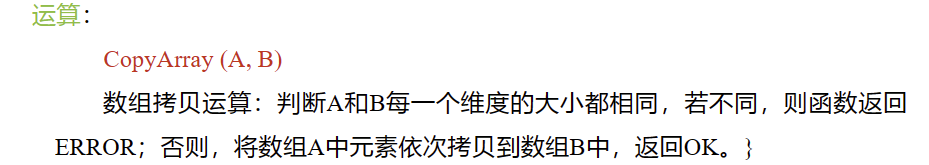 运算：
CopyArray (A, B)
数组拷贝运算：判断A和B每一个维度的大小都相同，若不同，则函数返回
ERROR；否则，将数组A中元素依次拷贝到数组B中，返回OK。}